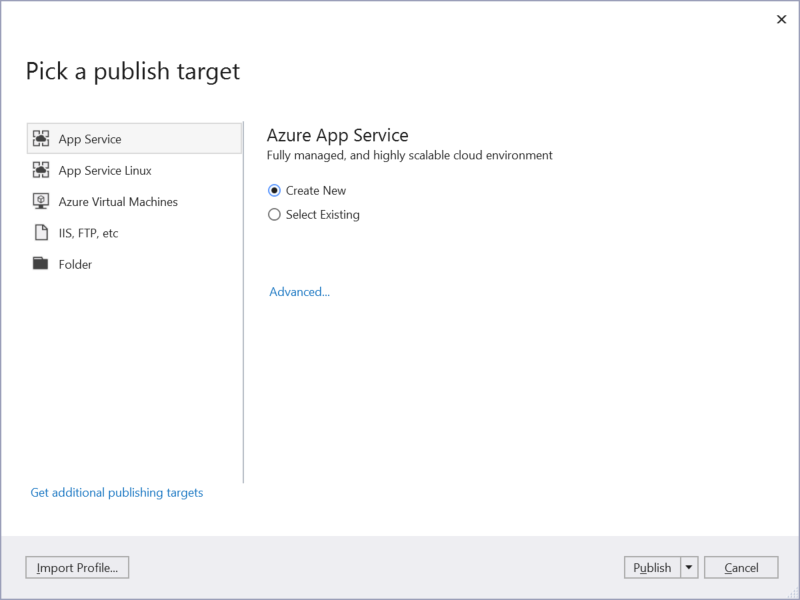 Pick a publish target
App Service
App Service Linux
Azure Virtual Machines
IIS, FTP, etc
Folder
Get additional publishing targets
Azure App Service
Fully managed, and highly scalable cloud environment
Create New
Select Existing
Advanced...
Import Profile...
Publish
Cancel